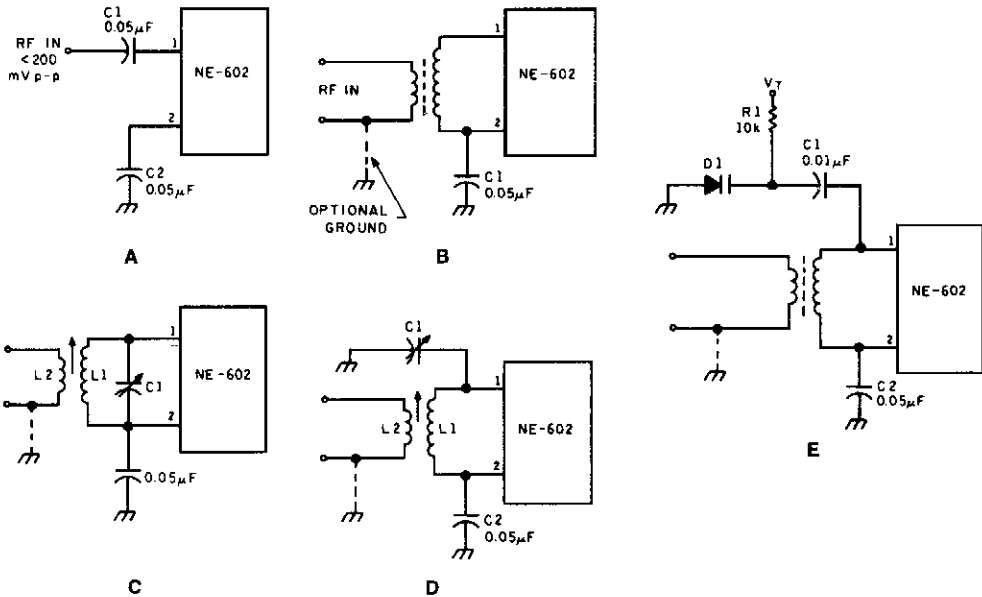 C1
0.05μF
RF IN
<200
mV p-p
1
2
NE-602
C2
0.05μF
A
RF IN
1
2
NE-602
C1
0.05μF
OPTIONAL
GROUND
B
L2
L1
C1
1
2
NE-602
0.05μF
C
C1
L2
L1
1
2
NE-602
C2
0.05μF
D
VT
R1
10k
D1
C1
0.01μF
1
2
NE-602
C2
0.05μF
E